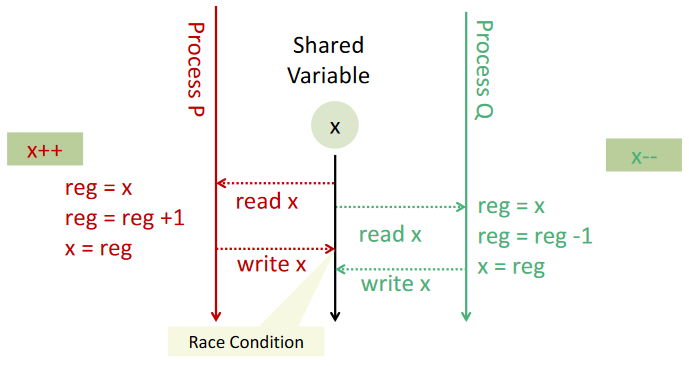 Process P
Shared
Variable
Process Q
x
x++
x--
reg = x
reg = reg +1
x = reg
read x
write x
read x
write x
reg = x
reg = reg -1
x = reg
Race Condition